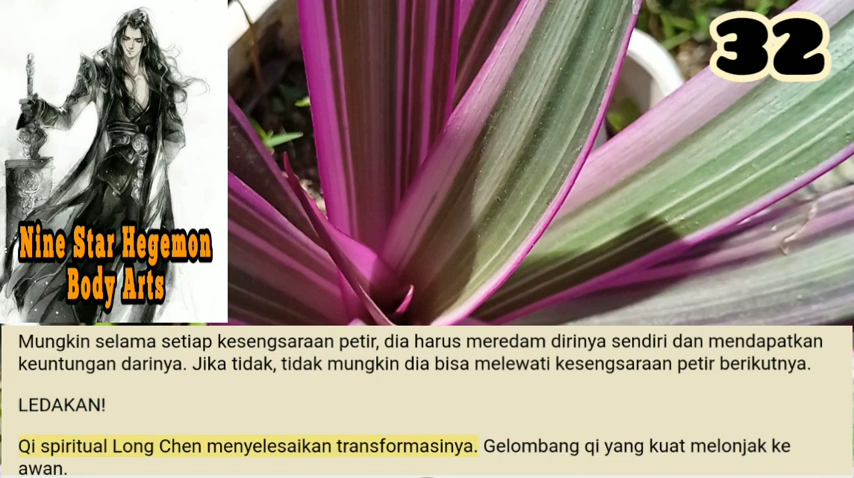 32
Nine Star Hegemon
Body Arts
Mungkin selama setiap kesengsaraan petir, dia harus meredam dirinya sendiri dan mendapatkan
keuntungan darinya. Jika tidak, tidak mungkin dia bisa melewati kesengsaraan petir berikutnya.
LEDAKAN!
Qi spiritual Long Chen menyelesaikan transformasinya. Gelombang qi yang kuat melonjak ke
awan.